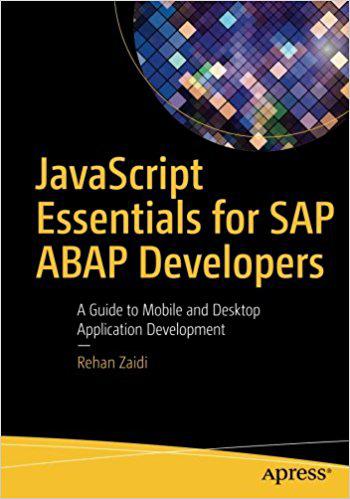 JavaScript
Essentials for SAP
ABAP Developers
A Guide to Mobile and Desktop
Application Development
—
Rehan Zaidi
Apress®